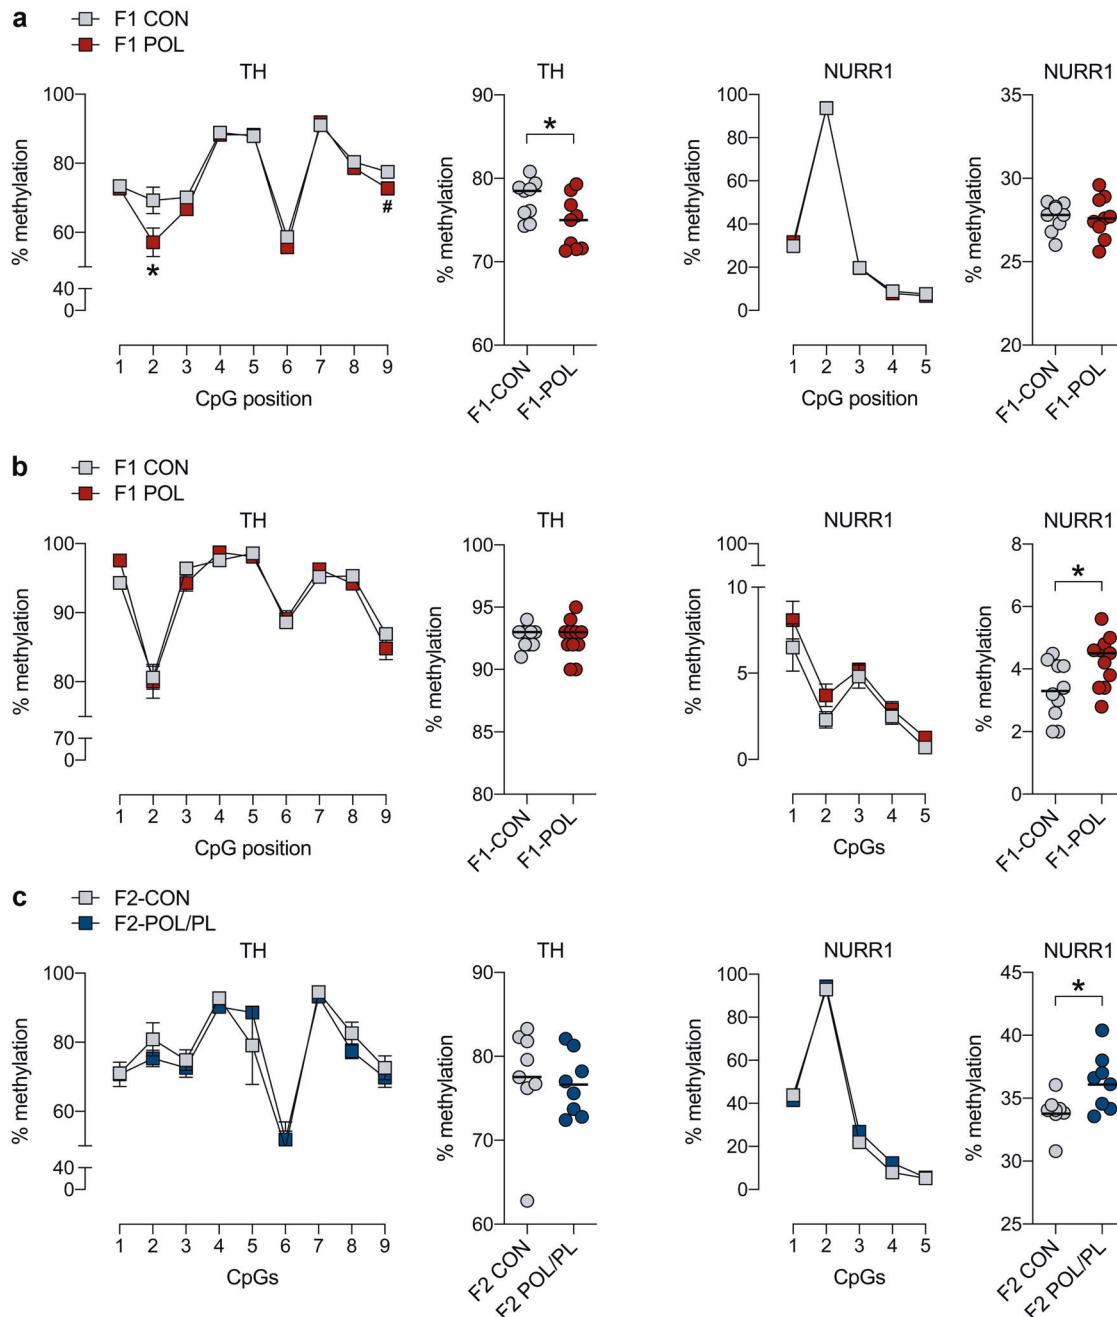 a
F1 CON
F1 POL
TH
TH
NURR1
NURR1
% methylation
100
80
60
40
0
*
#
1 2 3 4 5 6 7 8 9
CpG position
% methylation
90
80
70
60
*
F1-CON
F1-POL
% methylation
100
80
60
40
20
0
1 2 3 4 5
CpG position
% methylation
35
30
25
20
F1-CON
F1-POL
b
F1 CON
F1 POL
TH
TH
NURR1
NURR1
% methylation
100
90
80
70
0
1 2 3 4 5 6 7 8 9
CpG position
% methylation
100
95
90
85
80
F1-CON
F1-POL
% methylation
100
10
5
0
1 2 3 4 5
CpGs
% methylation
8
6
4
2
0
*
F1-CON
F1-POL
c
F2-CON
F2-POL/PL
TH
TH
NURR1
NURR1
% methylation
100
80
60
40
0
1 2 3 4 5 6 7 8 9
CpGs
% methylation
90
80
70
60
F2 CON
F2 POL/PL
% methylation
100
80
60
40
20
0
1 2 3 4 5
CpGs
% methylation
45
40
35
30
25
*
F2 CON
F2 POL/PL